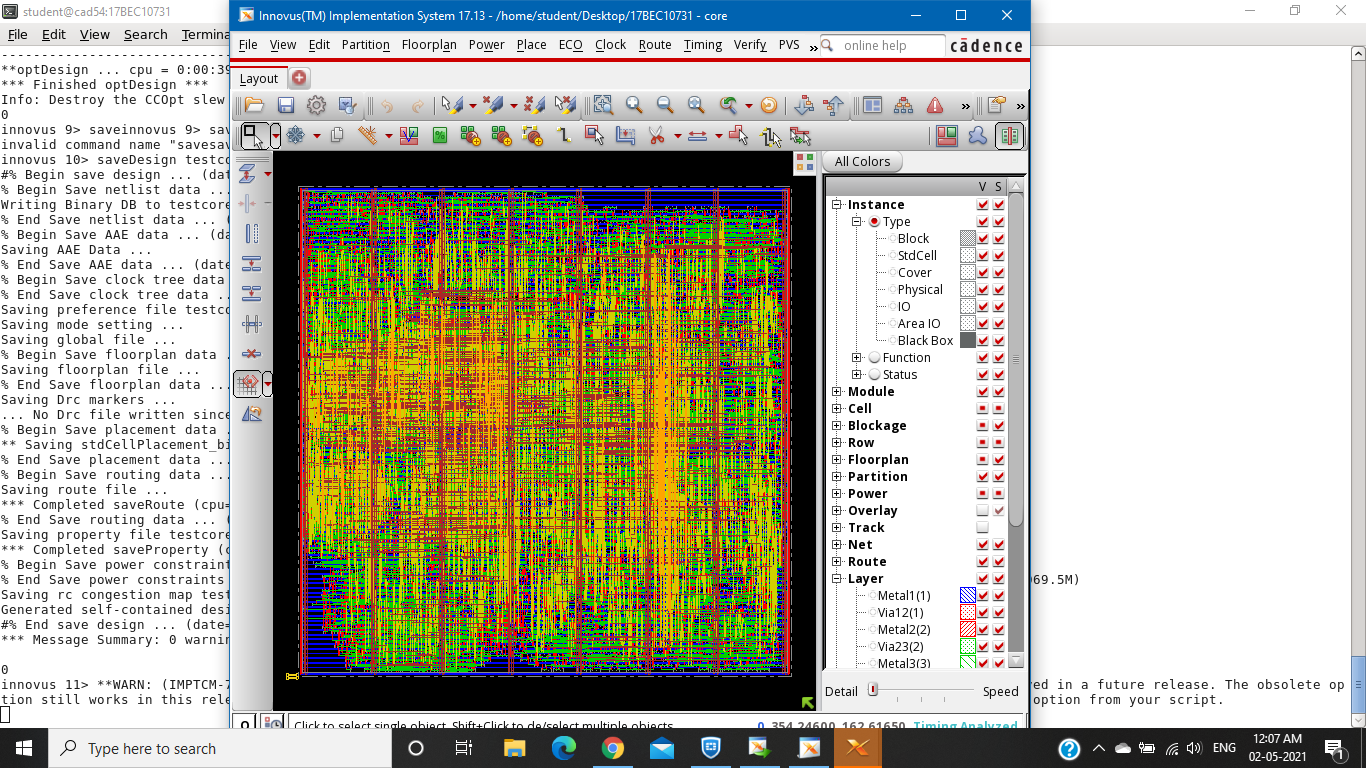 student@cad54:17BEC10731
File Edit View Search Termina
**optDesign ... cpu = 0:00:39
*** Finished optDesign ***
Info: Destroy the CCOpt slew
0
innovus 9> saveinnovus 9> sav
invalid command name "savesav
innovus 10> saveDesign testco
#% Begin save design ... (dat
% Begin Save netlist data ...
Writing Binary DB to testcore
% End Save netlist data ...
% Begin Save AAE data ... (da
Saving AAE Data ...
% End Save AAE data ... (date
% Begin Save clock tree data
% End Save clock tree data ..
Saving preference file testco
Saving mode setting ...
Saving global file ...
% Begin Save floorplan data .
Saving floorplan file ...
% End Save floorplan data ...
Saving Drc markers ...
... No Drc file written since
% Begin Save placement data .
** Saving stdCellPlacement_bi
% End Save placement data ...
% Begin Save routing data ...
Saving route file ...
*** Completed saveRoute (cpu=
% End Save routing data ... (
Saving property file testcore
*** Completed saveProperty (c
% Begin Save power constraint
% End Save power constraints
Saving rc congestion map test
Generated self-contained desi
#% End save design ... (date=
*** Message Summary: 0 warnin
0
innovus 11> **WARN: (IMPTCM-7
tion still works in this rele
069.5M)
ed in a future release. The obsolete op
option from your script.
Innovus(TM) Implementation System 17.13 - /home/student/Desktop/17BEC10731 - core
File View Edit Partition Floorplan Power Place ECO Clock Route Timing Verify PVS » online help cādence
Layout
All Colors
V S
Instance
Type
Block
StdCell
Cover
Physical
IO
Area IO
Black Box
Function
Status
Module
Cell
Blockage
Row
Floorplan
Partition
Power
Overlay
Track
Net
Route
Layer
Metal1(1)
Via12(1)
Metal2(2)
Via23(2)
Metal3(3)
Detail Speed
Q Click to select single object. Shift+Click to de/select multiple objects. 0 354.24600, 162.61650 Timing Analyzed
Type here to search
ENG
12:07 AM
02-05-2021
1